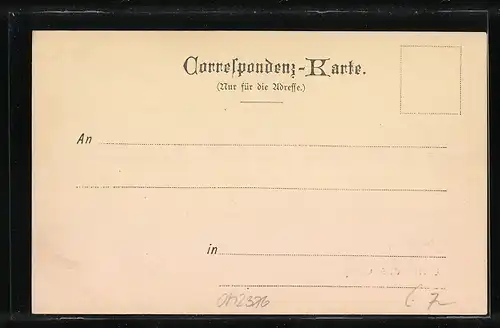 Correspondenz-Karte.
(Nur für die Adresse.)
An
in